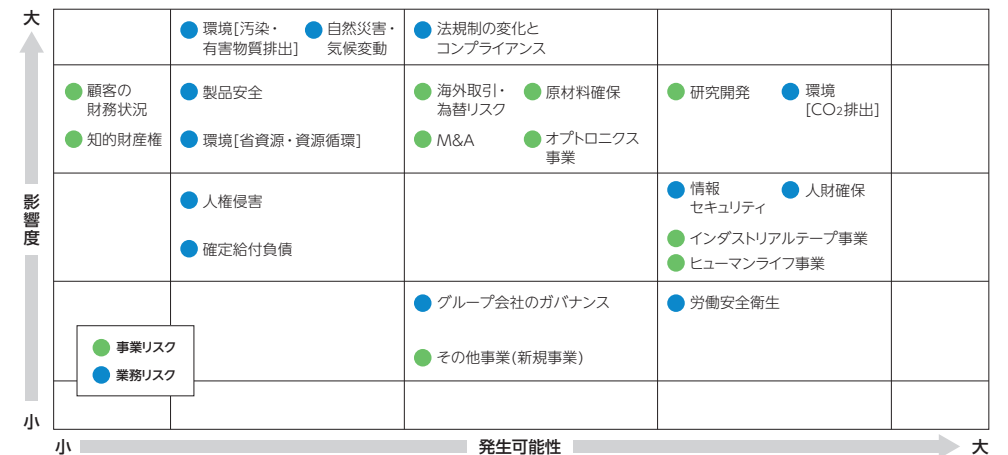 大
環境[汚染・
有害物質排出]
自然災害・
気候変動
法規制の変化と
コンプライアンス
顧客の
財務状況
知的財産権
製品安全
環境[省資源・資源循環]
海外取引・
為替リスク
原材料確保
M&A
オプトロニクス
事業
研究開発
環境
[CO2排出]
影響度
人権侵害
確定給付負債
情報
セキュリティ
人財確保
インダストリアルテープ事業
ヒューマンライフ事業
グループ会社のガバナンス
その他事業(新規事業)
労働安全衛生
事業リスク
業務リスク
小
小
発生可能性
大